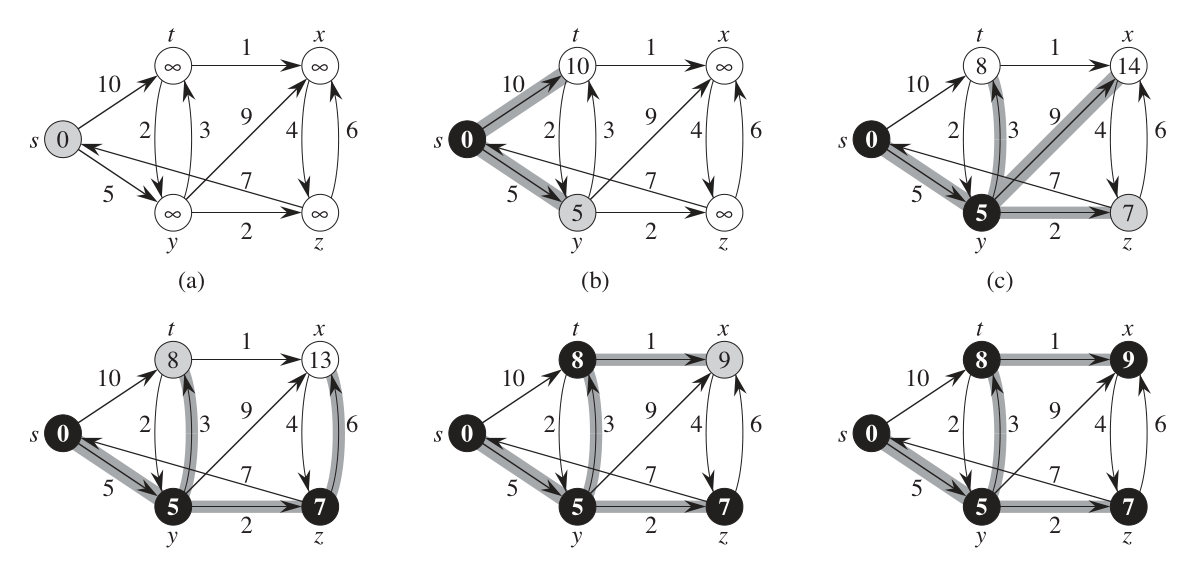 t x t x t x
1 1 1
∞ ∞ 10 ∞ 8 14
10 10 10
s 0 2 3 9 4 6 s 0 2 3 9 4 6 s 0 2 3 9 4 6
5 7 5 7 5 7
∞ ∞ 5 ∞ 5 7
2 2 2
y z y z y z
(a) (b) (c)
t x t x t x
1 1 1
8 13 8 9 8 9
10 10 10
s 0 2 3 9 4 6 s 0 2 3 9 4 6 s 0 2 3 9 4 6
5 7 5 7 5 7
5 7 5 7 5 7
2 2 2
y z y z y z